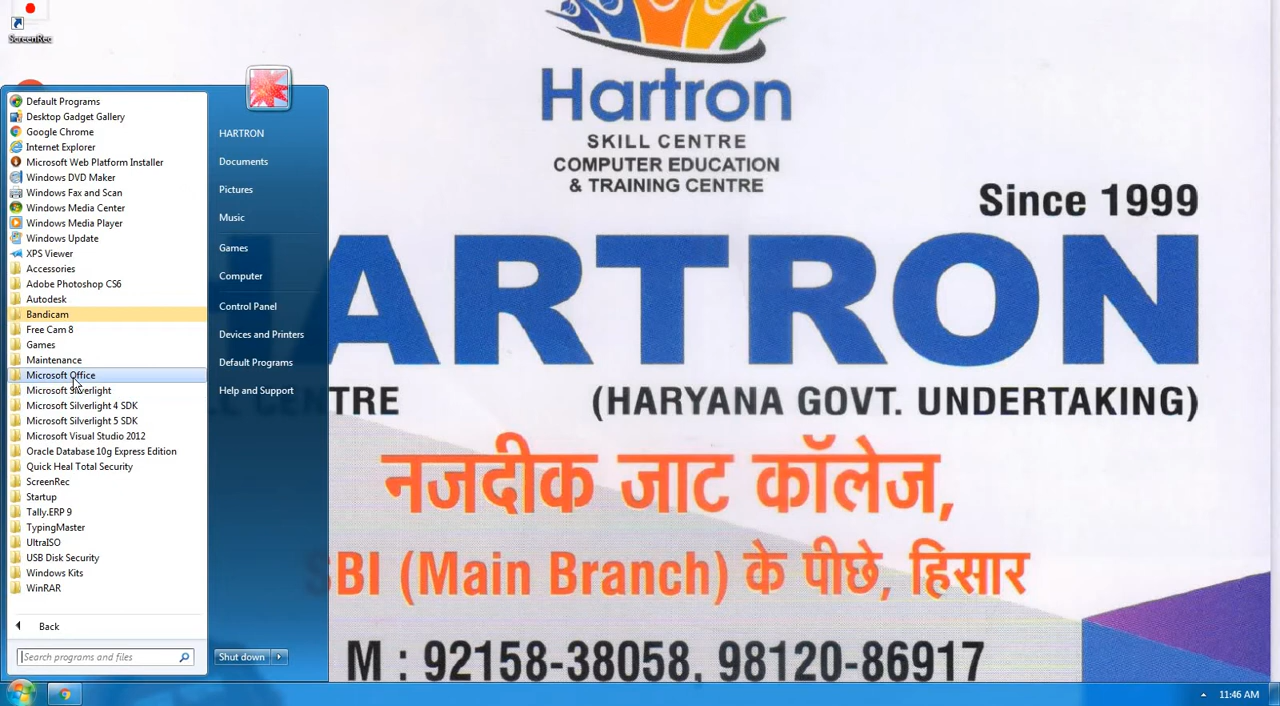 ScreenRec
Default Programs
Desktop Gadget Gallery
Google Chrome
Internet Explorer
Microsoft Web Platform Installer
Windows DVD Maker
Windows Fax and Scan
Windows Media Center
Windows Media Player
Windows Update
XPS Viewer
Accessories
Adobe Photoshop CS6
Autodesk
Bandicam
Free Cam 8
Games
Maintenance
Microsoft Office
Microsoft Silverlight
Microsoft Silverlight 4 SDK
Microsoft Silverlight 5 SDK
Microsoft Visual Studio 2012
Oracle Database 10g Express Edition
Quick Heal Total Security
ScreenRec
Startup
Tally.ERP 9
TypingMaster
UltraISO
USB Disk Security
Windows Kits
WinRAR
Back
Search programs and files
HARTRON
Documents
Pictures
Music
Games
Computer
Control Panel
Devices and Printers
Default Programs
Help and Support
Shut down
Hartron
SKILL CENTRE
COMPUTER EDUCATION
& TRAINING CENTRE
Since 1999
ARTRON
CENTRE (HARYANA GOVT. UNDERTAKING)
नजदीक जाट कॉलेज,
SBI (Main Branch) के पीछे, हिसार
M : 92158-38058, 98120-86917
11:46 AM